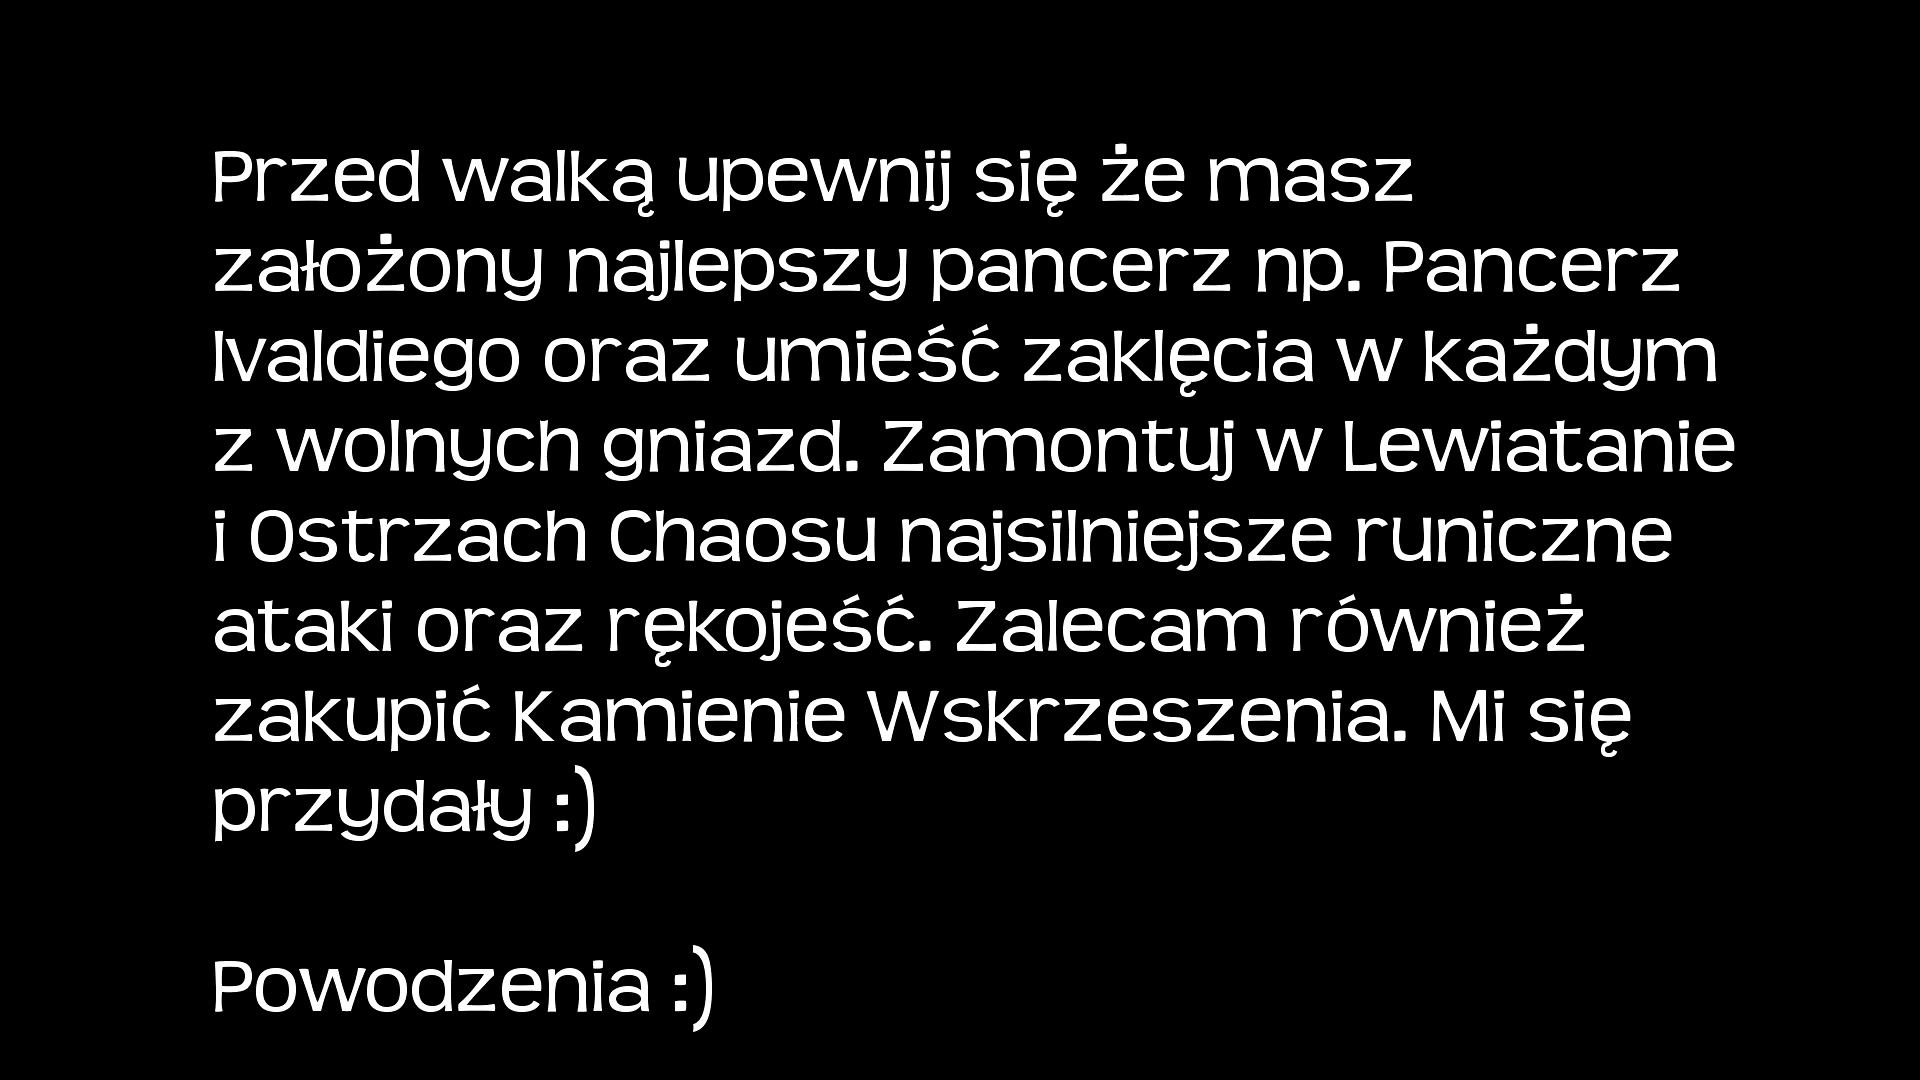 Przed walką upewnij się że masz
założony najlepszy pancerz np. Pancerz
Ivaldiego oraz umieść zaklęcia w każdym
z wolnych gniazd. Zamontuj w Lewiatanie
i Ostrzach Chaosu najsilniejsze runiczne
ataki oraz rękojeść. Zalecam również
zakupić Kamienie Wskrzeszenia. Mi się
przydały :)
Powodzenia :)